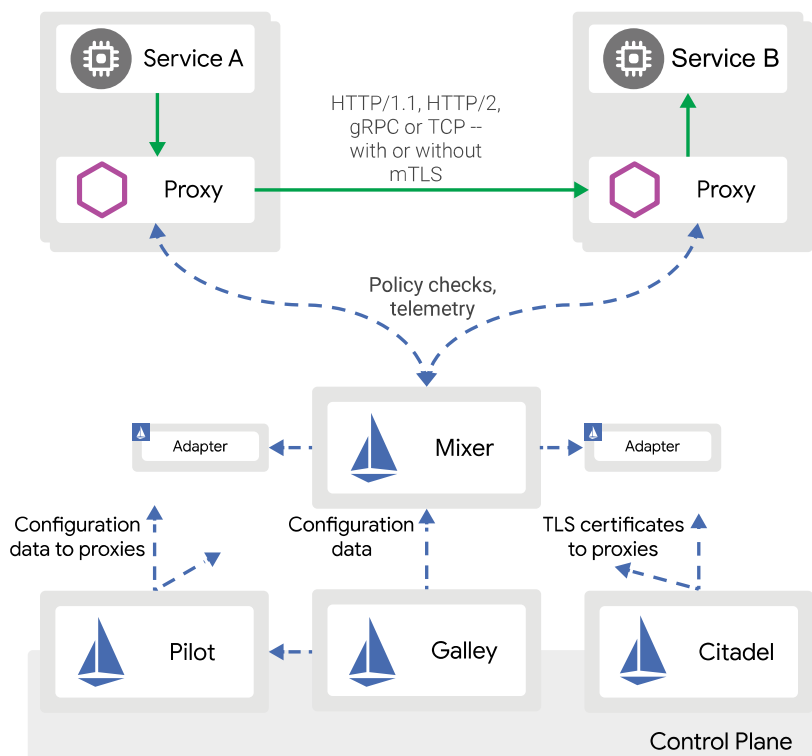 Service A
Service B
HTTP/1.1, HTTP/2,
gRPC or TCP --
with or without
mTLS
Proxy
Proxy
Policy checks,
telemetry
Adapter
Mixer
Adapter
Configuration
data to proxies
Configuration
data
TLS certificates
to proxies
Pilot
Galley
Citadel
Control Plane